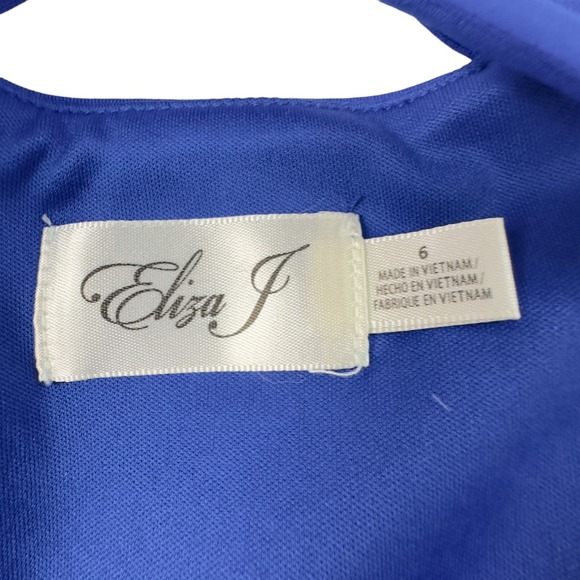 Eliza J
6
MADE IN VIETNAM/
HECHO EN VIETNAM/
FABRIQUE EN VIETNAM